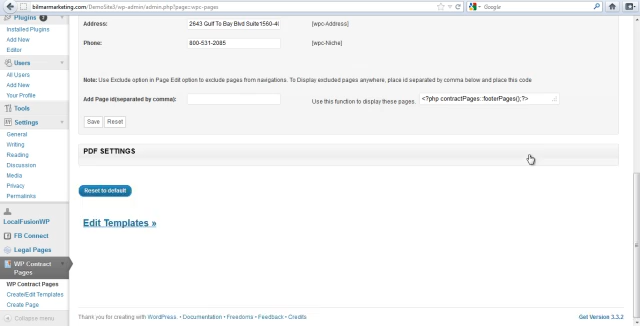 bilmarmarketing.com/DemoSite3/wp-admin/admin.php?page=wpc-pages
Google
Plugins
Installed Plugins
Add New
Editor
Users
All Users
Add New
Your Profile
Tools
Settings
General
Writing
Reading
Discussion
Media
Privacy
Permalinks
LocalFusionWP
FB Connect
Legal Pages
WP Contract Pages
WP Contract Pages
Create/Edit Templates
Create Page
Collapse menu
Address: 2643 Gulf To Bay Blvd Suite1560-4 [wpc-Address]
Phone: 800-531-2085 [wpc-Niche]
Note: Use Exclude option in Page Edit option to exclude pages from navigations. To Display excluded pages anywhere, place id separated by comma below and place this code
Add Page id(separated by comma): Use this function to display these pages. <?php contractPages::footerPages();?>
Save Reset
PDF SETTINGS
Reset to default
Edit Templates »
Thank you for creating with WordPress. • Documentation • Freedoms • Feedback • Credits
Get Version 3.3.2